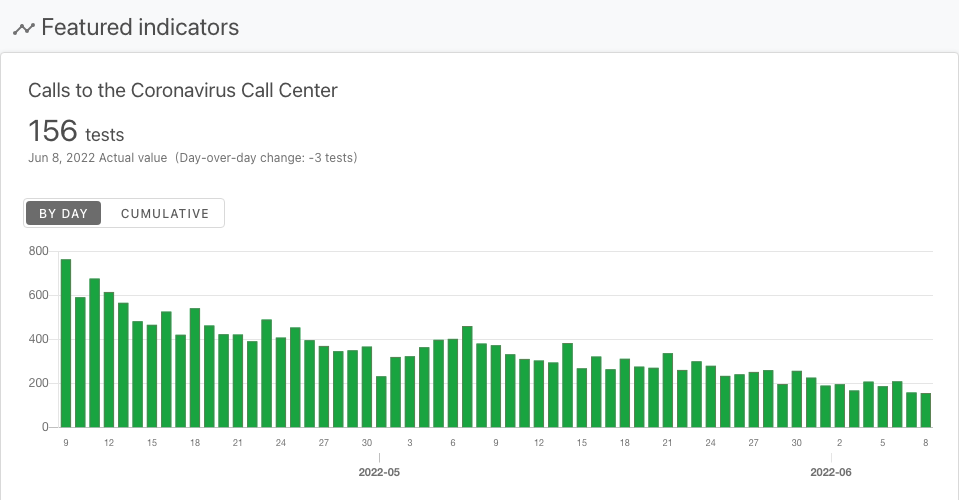 Featured indicators
Calls to the Coronavirus Call Center
156 tests
Jun 8, 2022 Actual value (Day-over-day change: -3 tests)
BY DAY CUMULATIVE
800
600
400
200
0
9 12 15 18 21 24 27 30 3 6 9 12 15 18 21 24 27 30 2 5 8
2022-05 2022-06